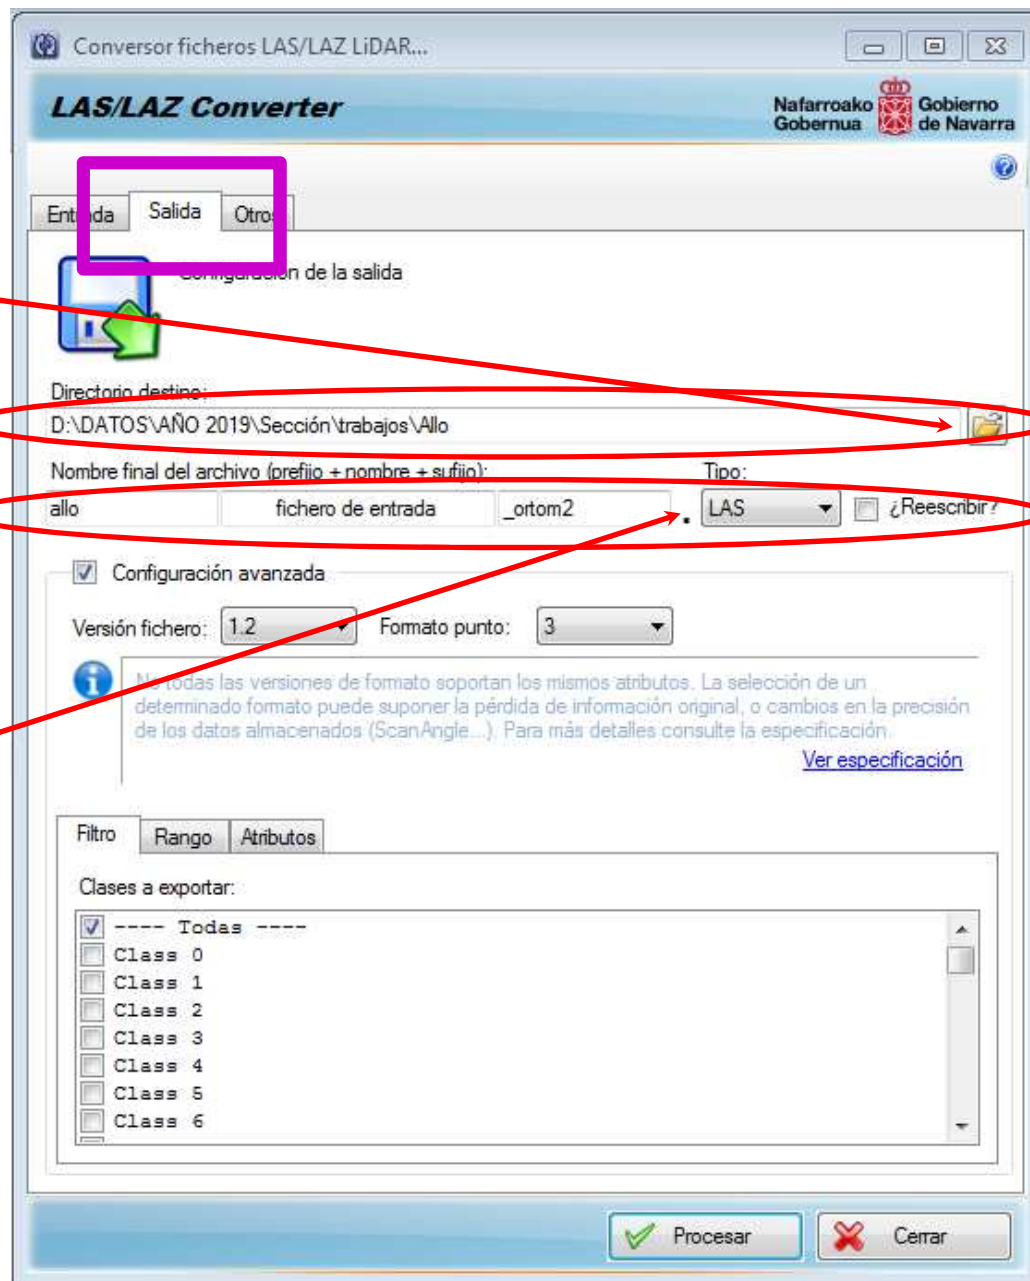 Conversor ficheros LAS/LAZ LiDAR...
LAS/LAZ Converter
Nafarroako Gobernua
Gobierno de Navarra
Entrada Salida Otros
Configuración de la salida
Directorio destino:
D:\DATOS\AÑO 2019\Sección\trabajos\Allo
Nombre final del archivo (prefijo + nombre + sufijo): Tipo:
allo fichero de entrada _ortom2 . LAS ¿Reescribir?
Configuración avanzada
Versión fichero: 1.2 Formato punto: 3
No todas las versiones de formato soportan los mismos atributos. La selección de un
determinado formato puede suponer la pérdida de información original, o cambios en la precisión
de los datos almacenados (ScanAngle...). Para más detalles consulte la especificación.
Ver especificación
Filtro Rango Atributos
Clases a exportar:
---- Todas ----
Class 0
Class 1
Class 2
Class 3
Class 4
Class 5
Class 6
Procesar Cerrar